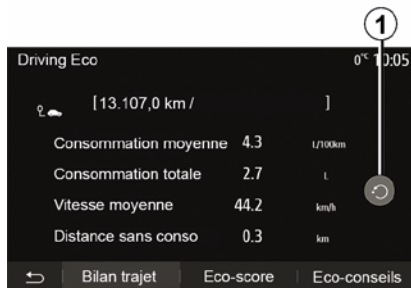 1
Driving Eco 0°C 10:05
[13.107,0 km / ]
Consommation moyenne 4.3 L/100km
Consommation totale 2.7 L
Vitesse moyenne 44.2 km/h
Distance sans conso 0.3 km
Bilan trajet Eco-score Eco-conseils